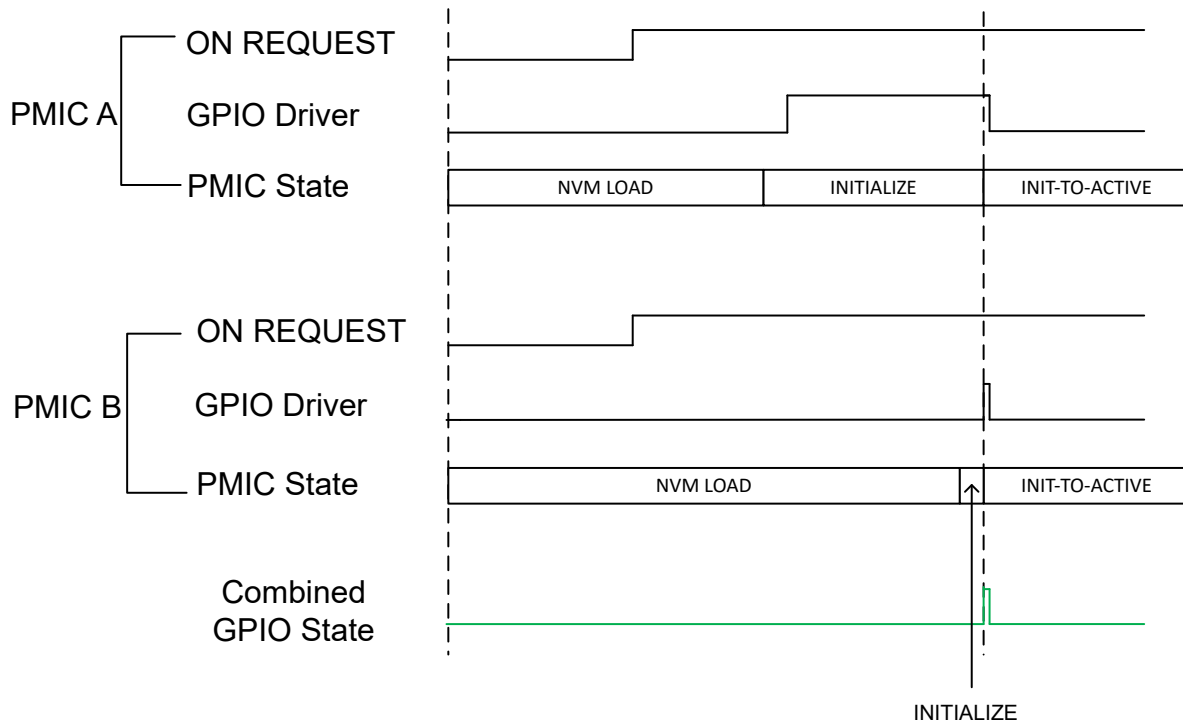 ON REQUEST
PMIC A
GPIO Driver
PMIC State
NVM LOAD
INITIALIZE
INIT-TO-ACTIVE
ON REQUEST
PMIC B
GPIO Driver
PMIC State
NVM LOAD
INIT-TO-ACTIVE
Combined
GPIO State
INITIALIZE